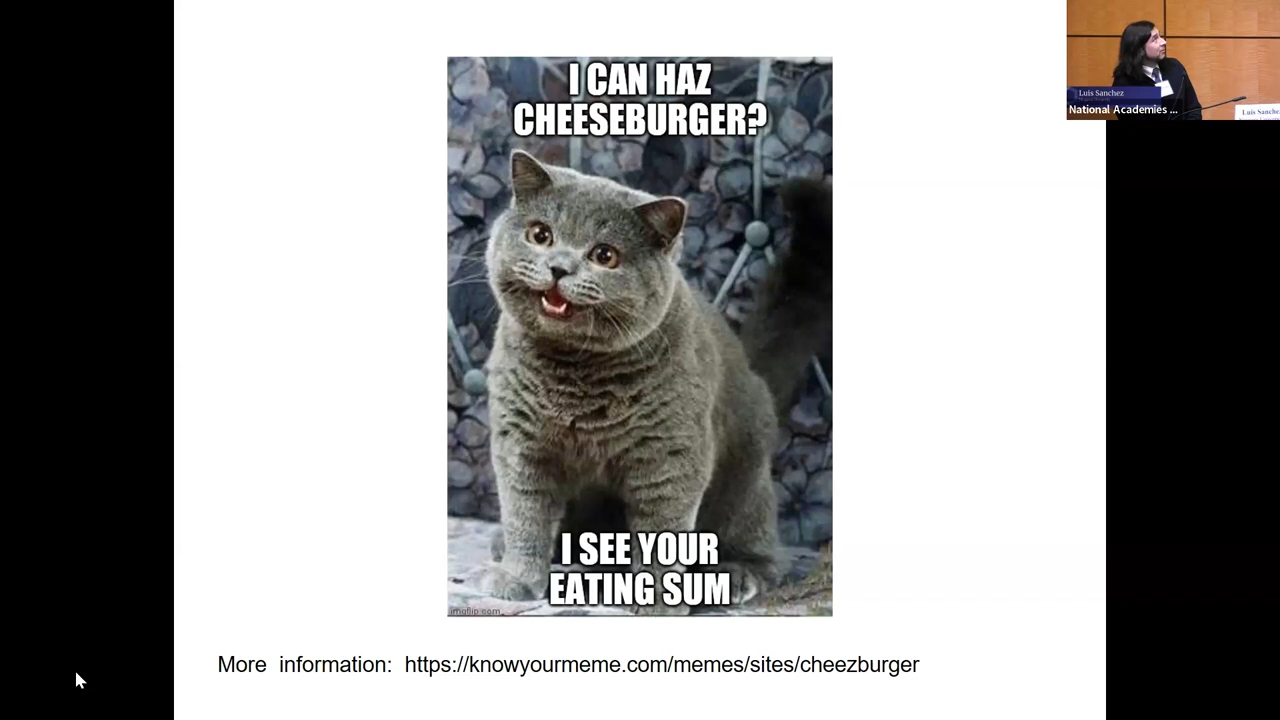 I CAN HAZ
CHEESEBURGER?
I SEE YOUR
EATING SUM
imgflip.com
More information: https://knowyourmeme.com/memes/sites/cheezburger
Luis Sanchez
National Academies ...
Luis Sanche